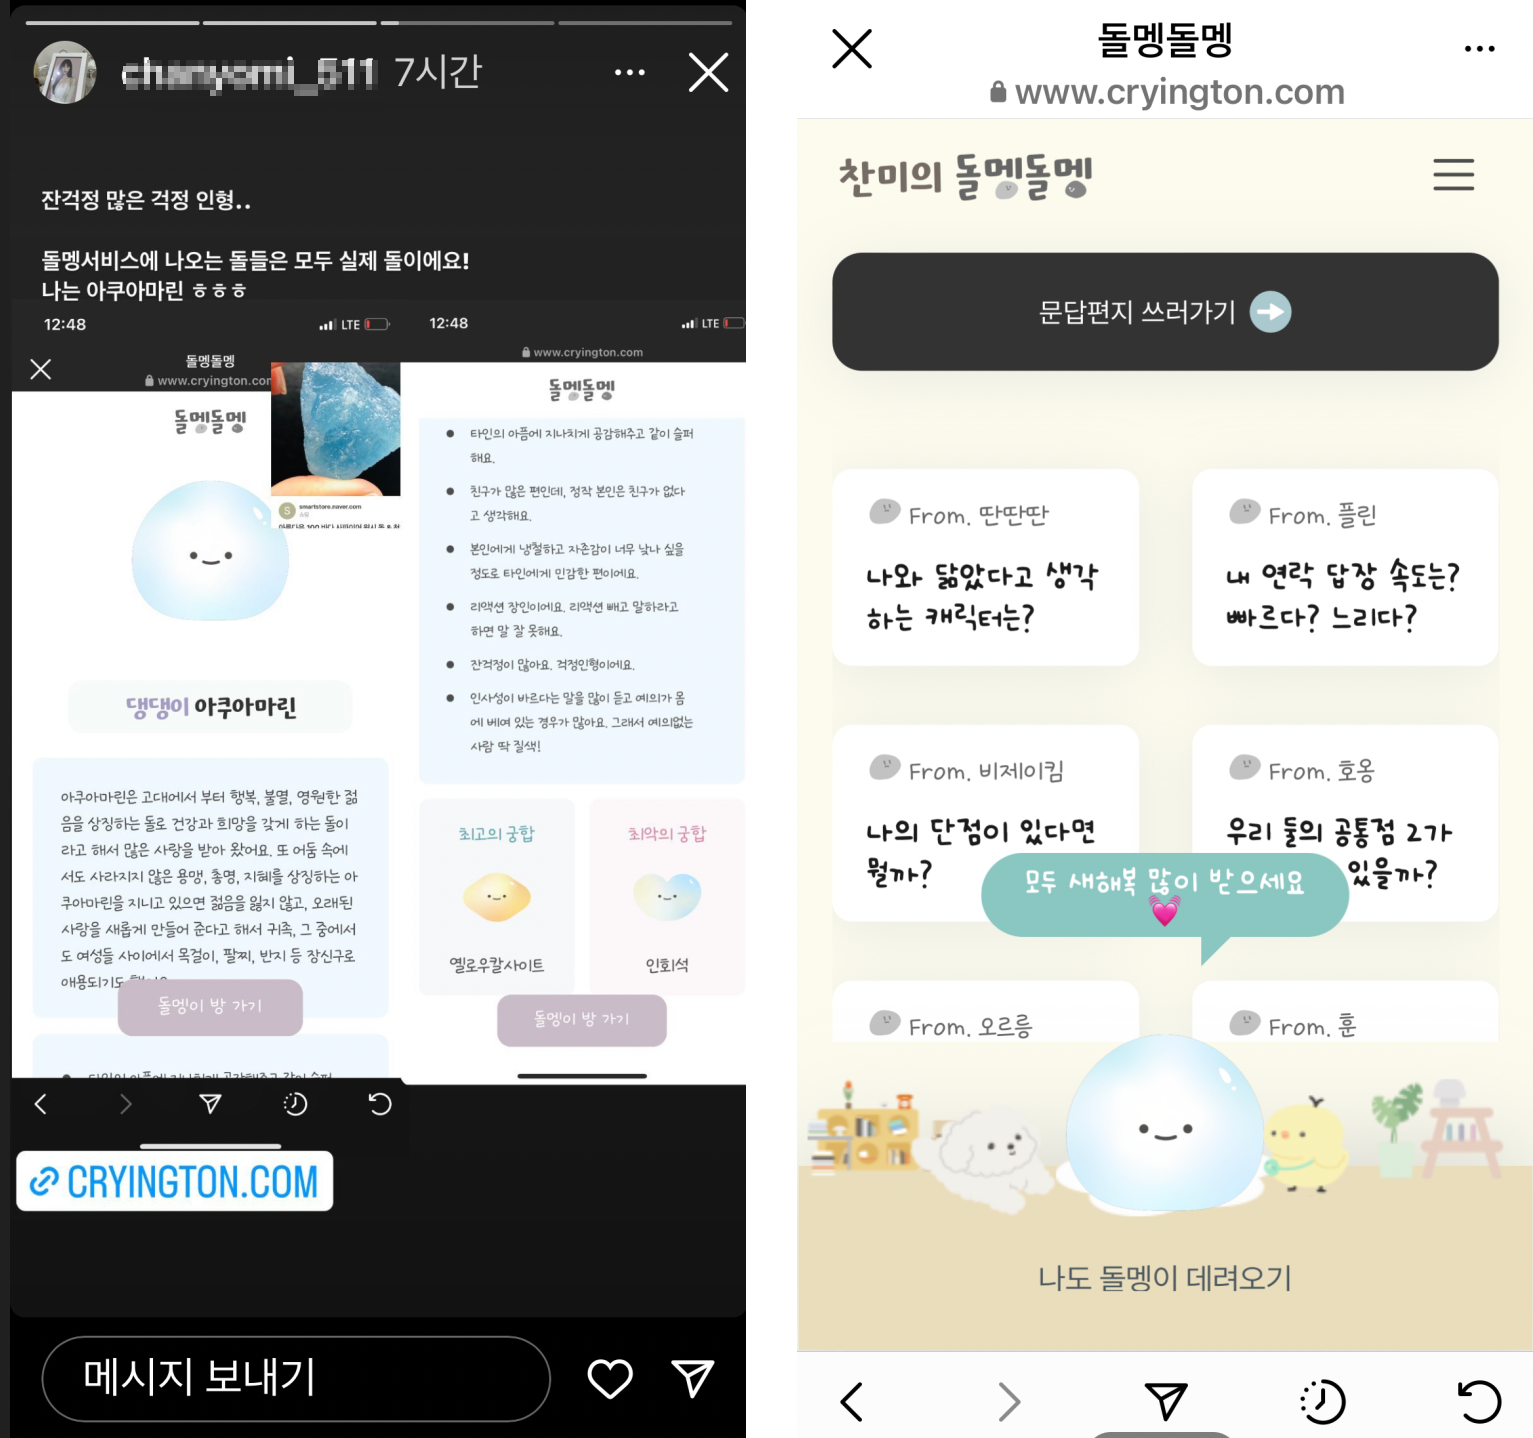 7시간
잔걱정 많은 걱정 인형..
돌멩서비스에 나오는 돌들은 모두 실제 돌이에요!
나는 아쿠아마린 ㅎㅎㅎ
12:48
LTE
돌멩돌멩
www.cryington.con
돌멩돌멩
smartstore.naver.com
댕댕이 아쿠아마린
아쿠아마린은 고대에서 부터 행복, 불멸, 영원한 젊
음을 상징하는 돌로 건강과 희망을 갖게 하는 돌이
라고 해서 많은 사랑을 받아 왔어요. 또 어둠 속에
서도 사라지지 않은 용맹, 총명, 지혜를 상징하는 아
쿠아마린을 지니고 있으면 젊음을 잃지 않고, 오래된
사랑을 새롭게 만들어 준다고 해서 귀족, 그 중에서
도 여성들 사이에서 목걸이, 팔찌, 반지 등 장신구로
애용되기도
돌멩이 방 가기
12:48
LTE
www.cryington.com
돌멩돌멩
타인의 아픔에 지나치게 공감해주고 같이 슬퍼
해요.
친구가 많은 편인데, 정작 본인은 친구가 없다
고 생각해요.
본인에게 냉철하고 자존감이 너무 낮나 싶을
정도로 타인에게 민감한 편이에요.
리액션 장인이에요. 리액션 빼고 말하라고
하면 말 잘 못해요.
잔걱정이 많아요. 걱정인형이에요.
인사성이 바르다는 말을 많이 듣고 예의가 몸
에 베여 있는 경우가 많아요. 그래서 예의없는
사람 딱 질색!
최고의 궁합
옐로우칼사이트
최악의 궁합
인회석
돌멩이 방 가기
CRYINGTON.COM
메시지 보내기
돌멩돌멩
www.cryington.com
찬미의 돌멩돌멩
문답편지 쓰러가기
From. 딴딴딴
나와 닮았다고 생각
하는 캐릭터는?
From. 플린
내 연락 답장 속도는?
빠르다? 느리다?
From. 비제이킴
나의 단점이 있다면
뭘까?
From. 호옹
우리 둘의 공통점 2가
있을까?
모두 새해복 많이 받으세요
From. 오르릉
From. 훈
나도 돌멩이 데려오기